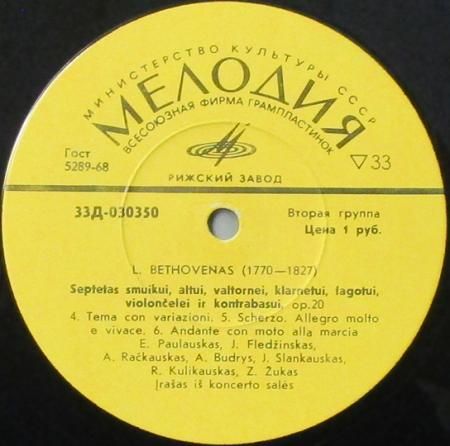 МИНИСТЕРСТВО КУЛЬТУРЫ СССР
МЕЛОДИЯ
ВСЕСОЮЗНАЯ ФИРМА ГРАМПЛАСТИНОК
Гост
5289-68
▽33
РИЖСКИЙ ЗАВОД
33Д-030350
Вторая группа
Цена 1 руб.
L. BETHOVENAS (1770—1827)
Septetas smuikui, altui, valtornei, klarnetui, fagotui,
violončelei ir kontrabasui, op.20
4. Tema con variazioni. 5. Scherzo. Allegro molto
e vivace. 6. Andante con moto alla marcia
E. Paulauskas, J. Fledžinskas,
A. Račkauskas, A. Budrys, J. Slankauskas,
R. Kulikauskas, Z. Žukas
Įrašas iš koncerto salės